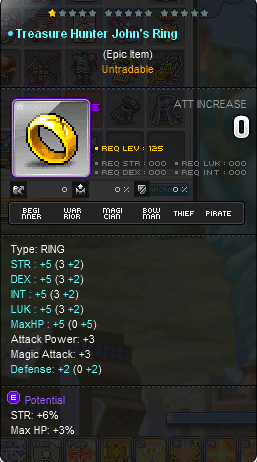 Treasure Hunter John's Ring
(Epic Item)
Untradable
ATT INCREASE
0
REQ LEV : 125
REQ STR : 000 REQ LUK : 000
REQ DEX : 000 REQ INT : 000
0 0 % 0 %
BEGINNER WARRIOR MAGICIAN BOWMAN THIEF PIRATE
Type: RING
STR : +5 (3 +2)
DEX : +5 (3 +2)
INT : +5 (3 +2)
LUK : +5 (3 +2)
MaxHP : +5 (0 +5)
Attack Power: +3
Magic Attack: +3
Defense: +2 (0 +2)
E Potential
STR: +6%
Max HP: +3%